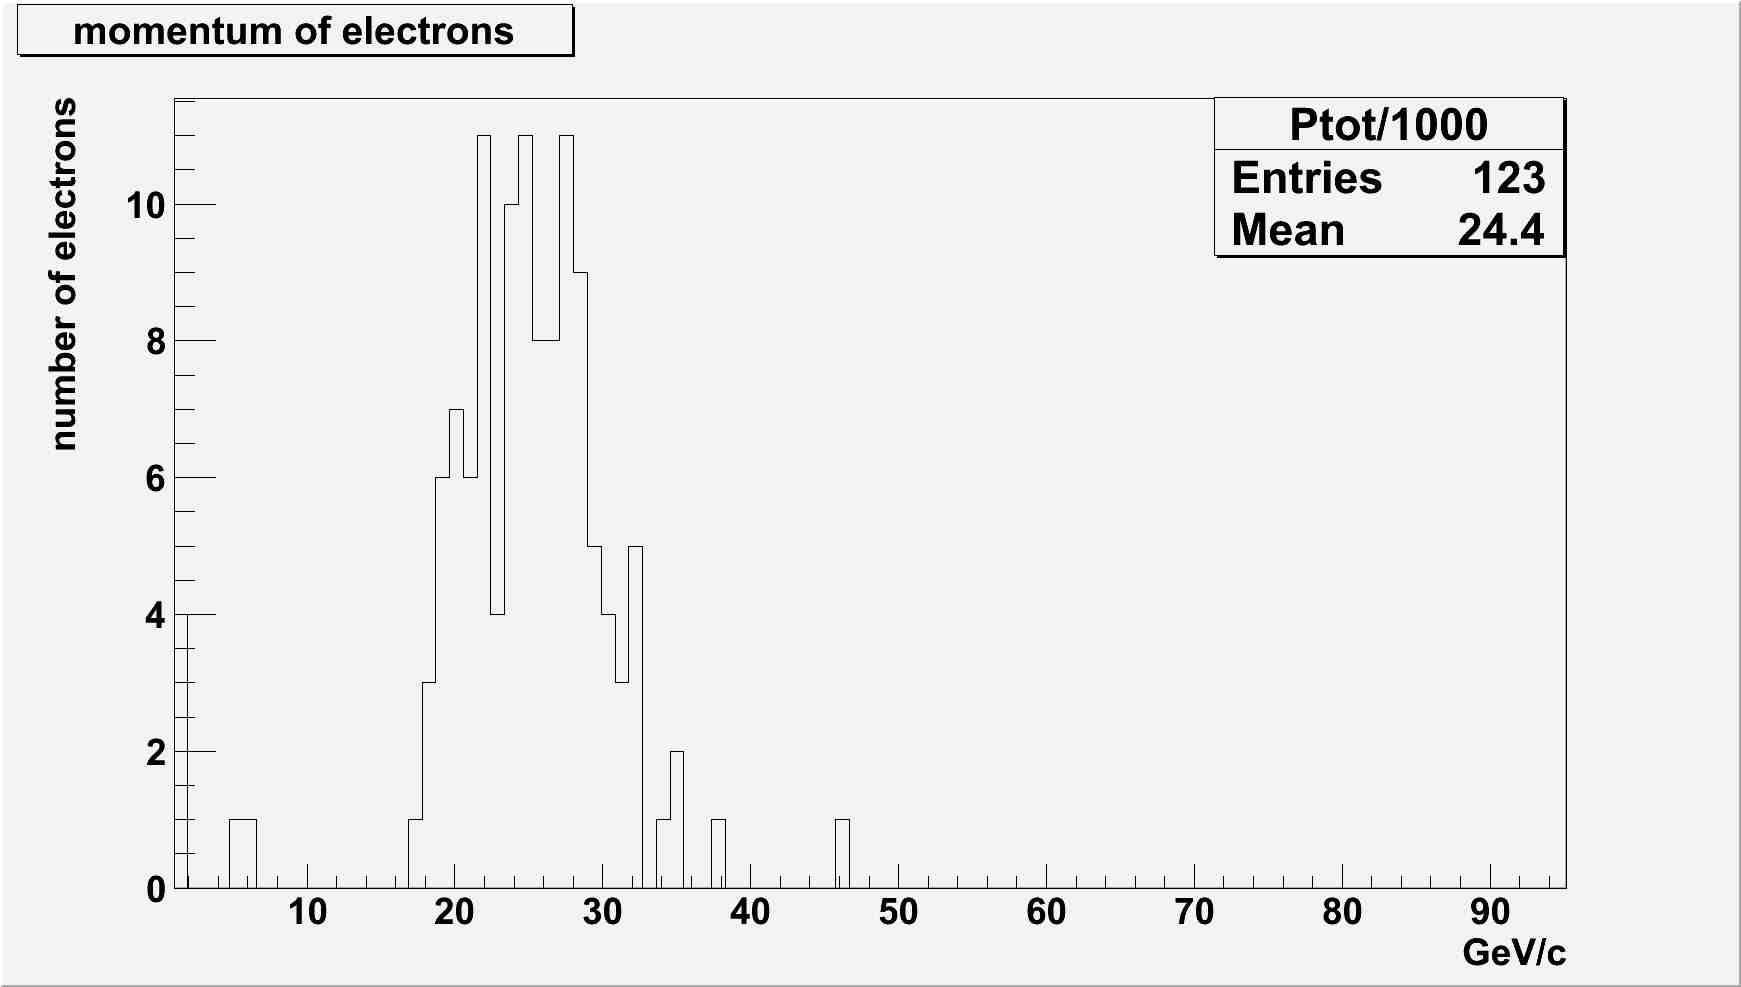 momentum of electrons
number of electrons
Ptot/1000
Entries 123
Mean 24.4
10
8
6
4
2
0
10 20 30 40 50 60 70 80 90
GeV/c